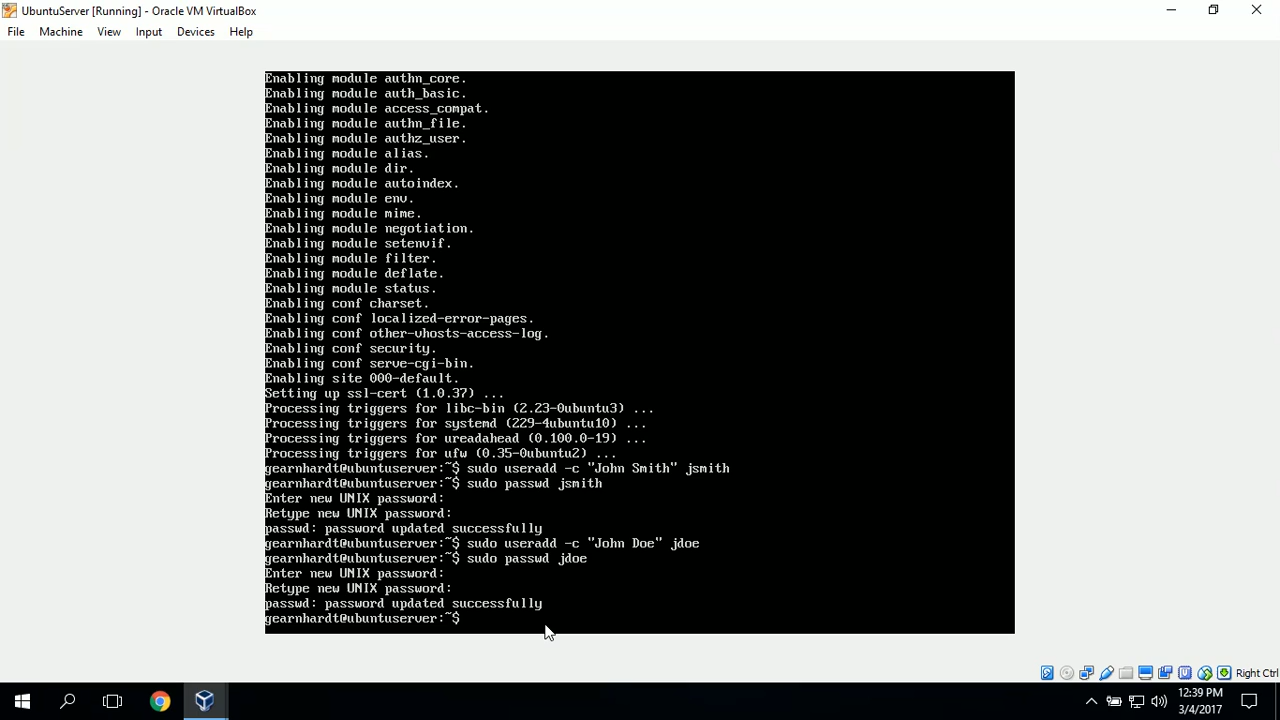 UbuntuServer [Running] - Oracle VM VirtualBox
File Machine View Input Devices Help
Enabling module authn_core.
Enabling module auth_basic.
Enabling module access_compat.
Enabling module authn_file.
Enabling module authz_user.
Enabling module alias.
Enabling module dir.
Enabling module autoindex.
Enabling module env.
Enabling module mime.
Enabling module negotiation.
Enabling module setenvif.
Enabling module filter.
Enabling module deflate.
Enabling module status.
Enabling conf charset.
Enabling conf localized-error-pages.
Enabling conf other-vhosts-access-log.
Enabling conf security.
Enabling conf serve-cgi-bin.
Enabling site 000-default.
Setting up ssl-cert (1.0.37) ...
Processing triggers for libc-bin (2.23-0ubuntu3) ...
Processing triggers for systemd (229-4ubuntu10) ...
Processing triggers for ureadahead (0.100.0-19) ...
Processing triggers for ufw (0.35-0ubuntu2) ...
gearnhardt@ubuntuserver:~$ sudo useradd -c "John Smith" jsmith
gearnhardt@ubuntuserver:~$ sudo passwd jsmith
Enter new UNIX password:
Retype new UNIX password:
passwd: password updated successfully
gearnhardt@ubuntuserver:~$ sudo useradd -c "John Doe" jdoe
gearnhardt@ubuntuserver:~$ sudo passwd jdoe
Enter new UNIX password:
Retype new UNIX password:
passwd: password updated successfully
gearnhardt@ubuntuserver:~$
Right Ctrl
12:39 PM
3/4/2017